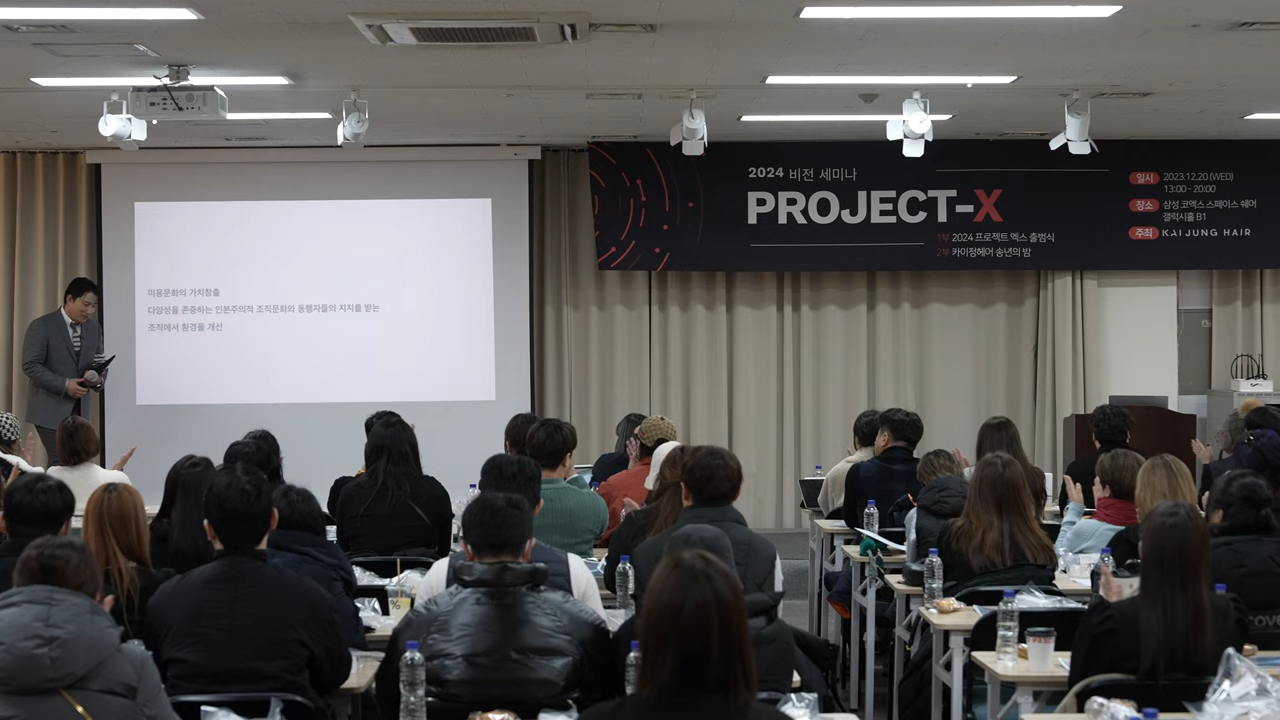 2024 비전 세미나
PROJECT-X
1부 2024 프로젝트 엑스 출범식
2부 카이정헤어 송년의 밤
일시 2023.12.20 (WED)
13:00 - 20:00
장소 삼성 코엑스 스페이스 쉐어
갤럭시홀 B1
주최 KAI JUNG HAIR
미용문화의 가치창출
다양성을 존중하는 인본주의적 조직문화와 동행자들의 지지를 받는
조직에서 환경을 개선
%